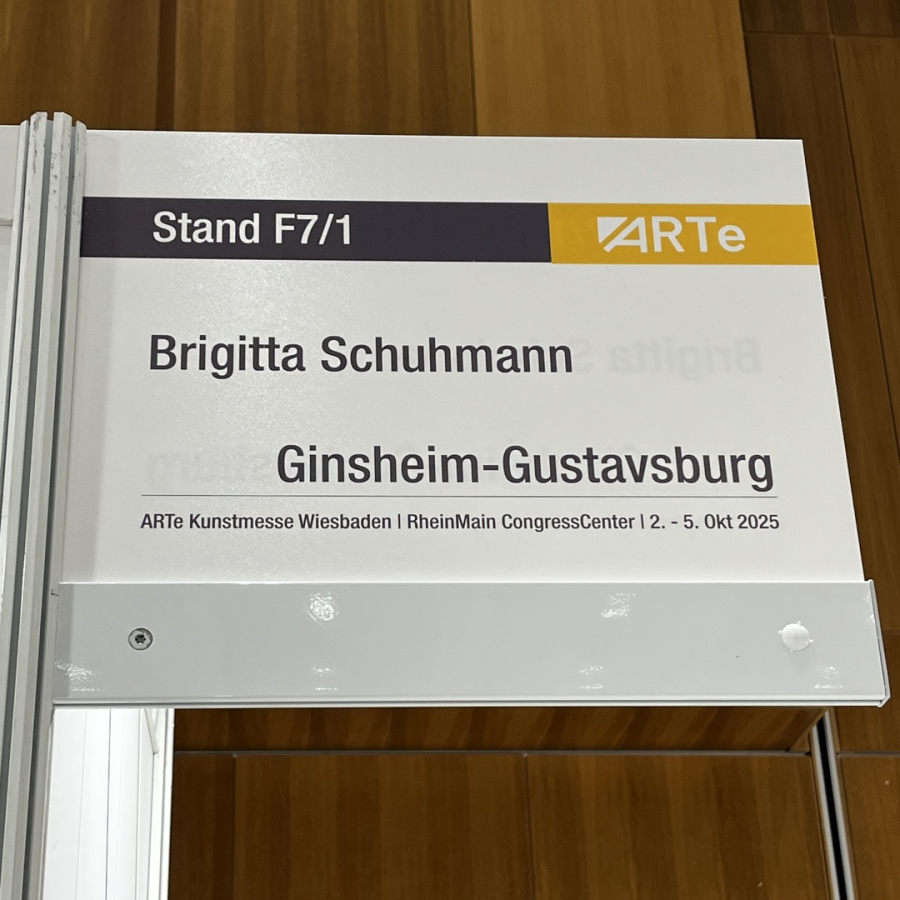 Stand F7/1 ARTe
Brigitta Schuhmann
Ginsheim-Gustavsburg
ARTe Kunstmesse Wiesbaden | RheinMain CongressCenter | 2. - 5. Okt 2025